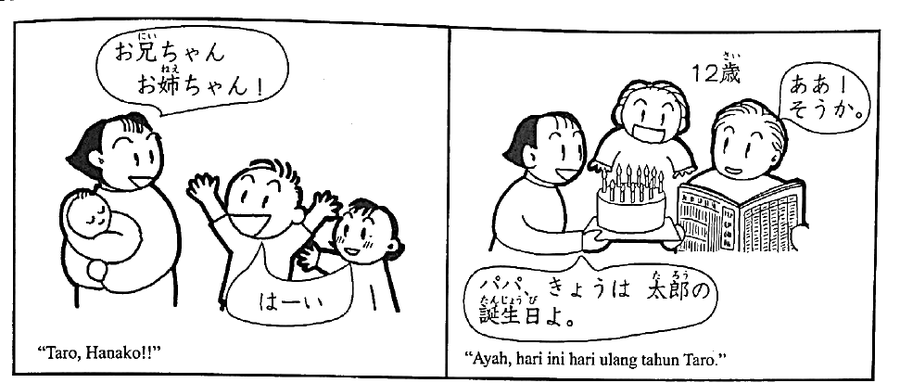 お兄ちゃん
お姉ちゃん！
はーい
"Taro, Hanako!!"
12歳
ああー
そうか。
パパ、きょうは 太郎の
誕生日よ。
"Ayah, hari ini hari ulang tahun Taro."